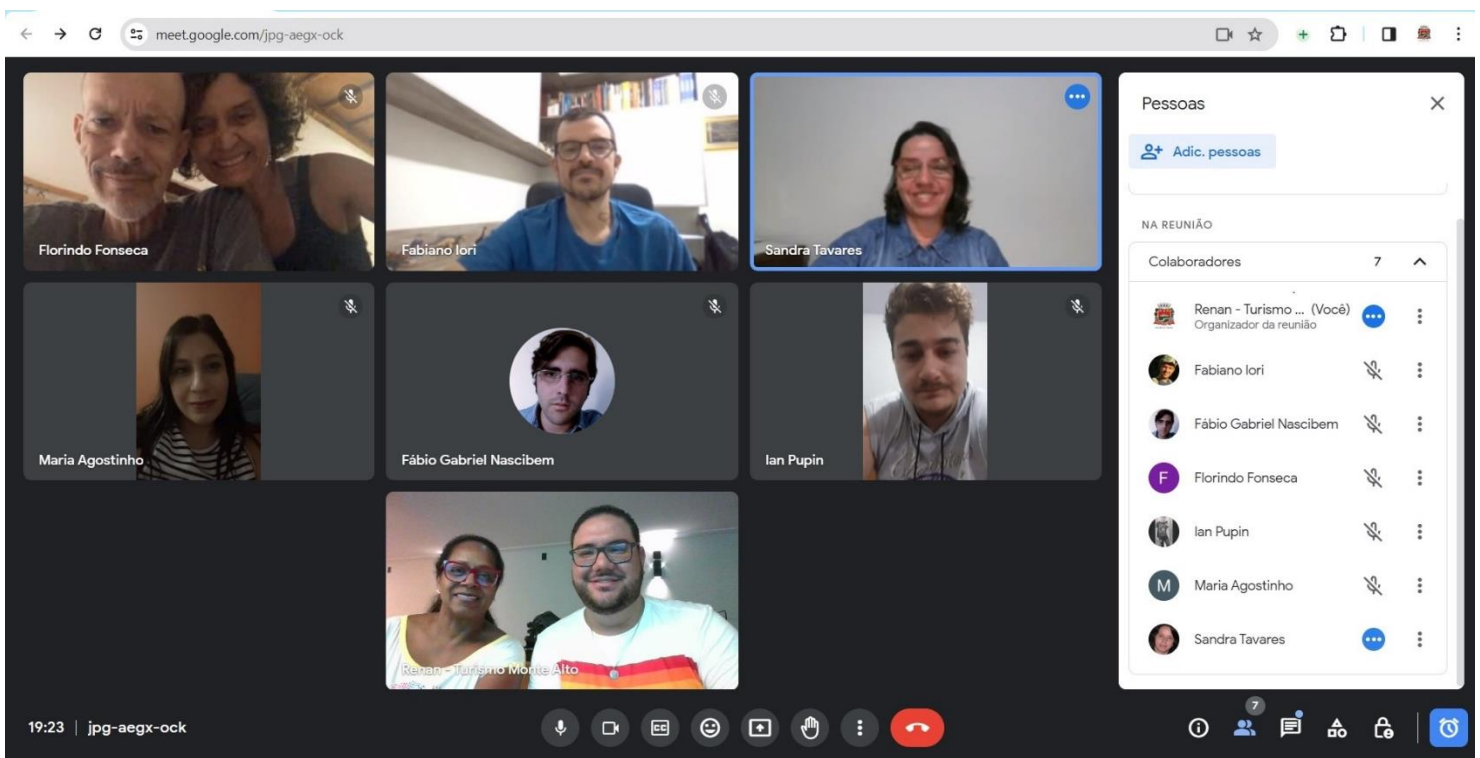 meet.google.com/jpg-aegx-ock
Florindo Fonseca
Fabiano Iori
Sandra Tavares
Maria Agostinho
Fábio Gabriel Nascibem
Ian Pupin
Renan - Turismo Monte Alto
Pessoas
Adic. pessoas
NA REUNIÃO
Colaboradores 7
Renan - Turismo ... (Você)
Organizador da reunião
Fabiano Iori
Fábio Gabriel Nascibem
F Florindo Fonseca
Ian Pupin
M Maria Agostinho
Sandra Tavares
19:23 | jpg-aegx-ock
CC
7